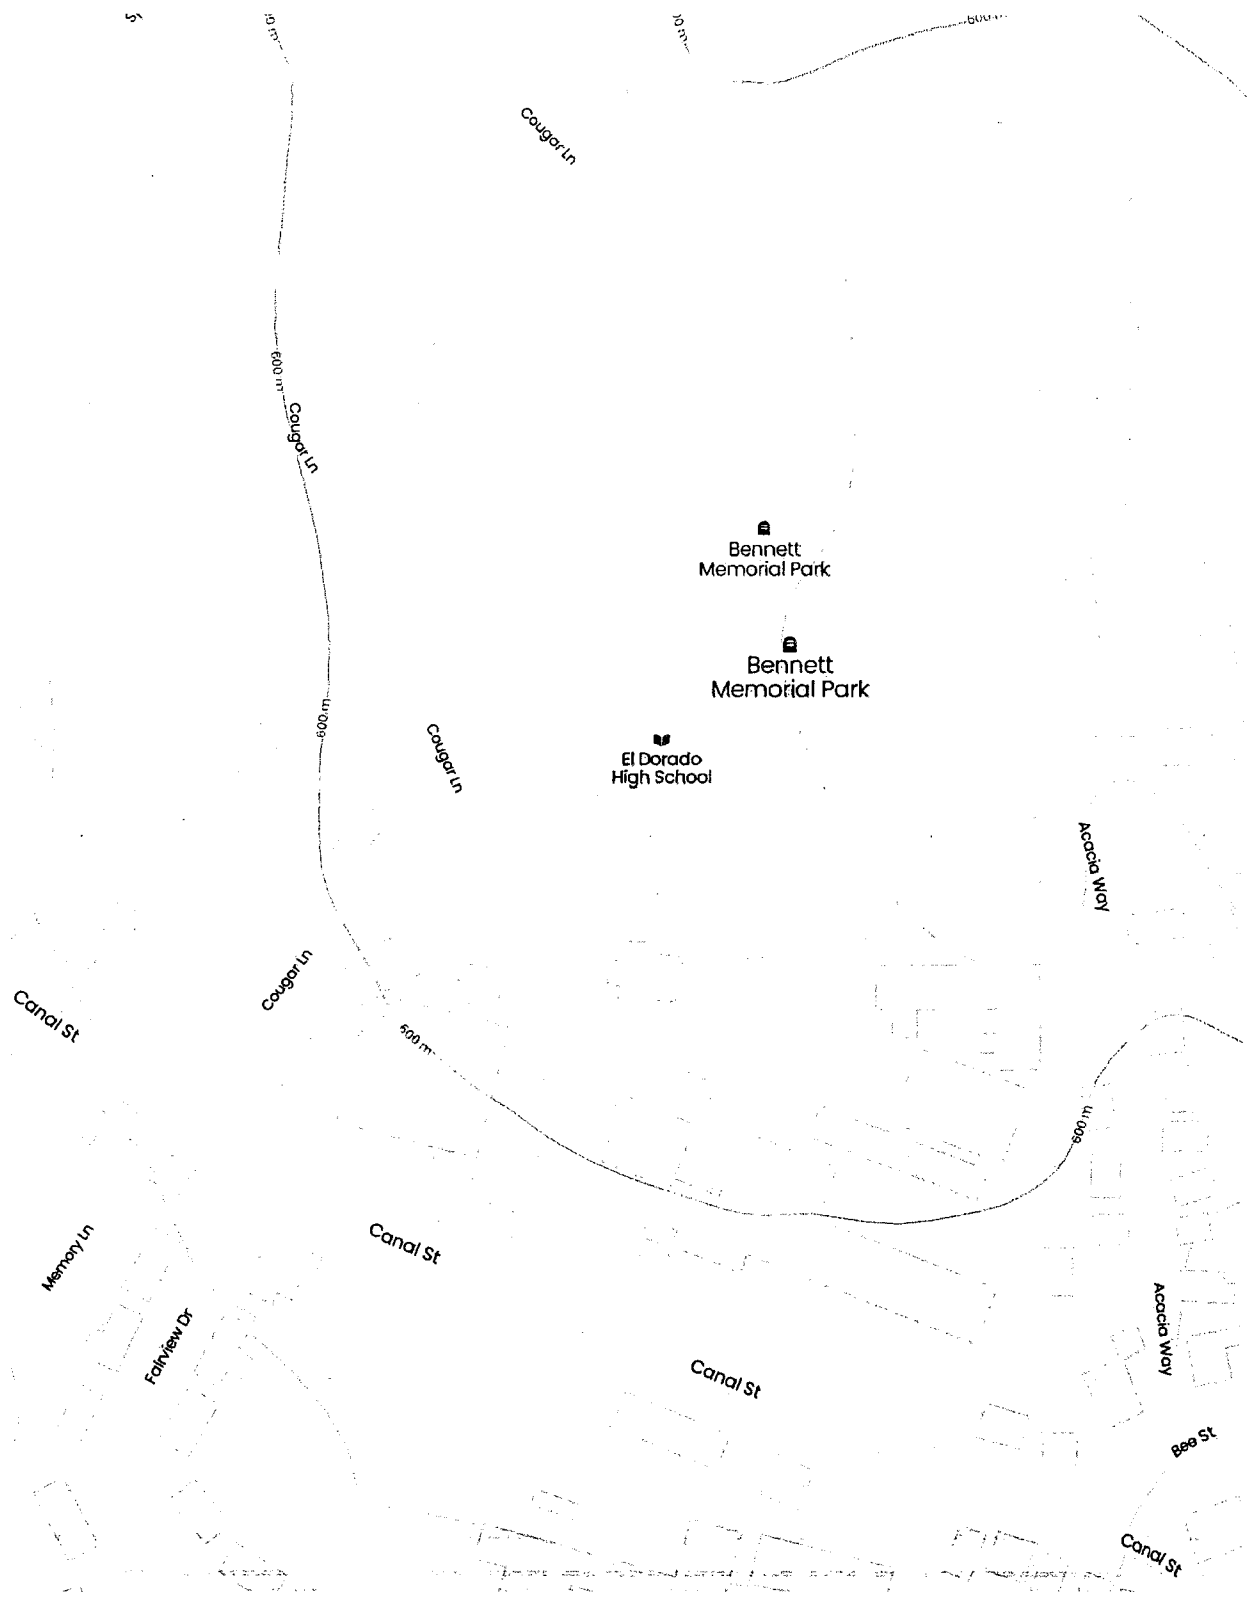 600 m
Cougar Ln
600 m
Cougar Ln
Bennett
Memorial Park
Bennett
Memorial Park
600 m
Cougar Ln
El Dorado
High School
Acacia Way
Cougar Ln
Canal St
600 m
600 m
Memory Ln
Canal St
Fairview Dr
Acacia Way
Canal St
Bee St
Canal St